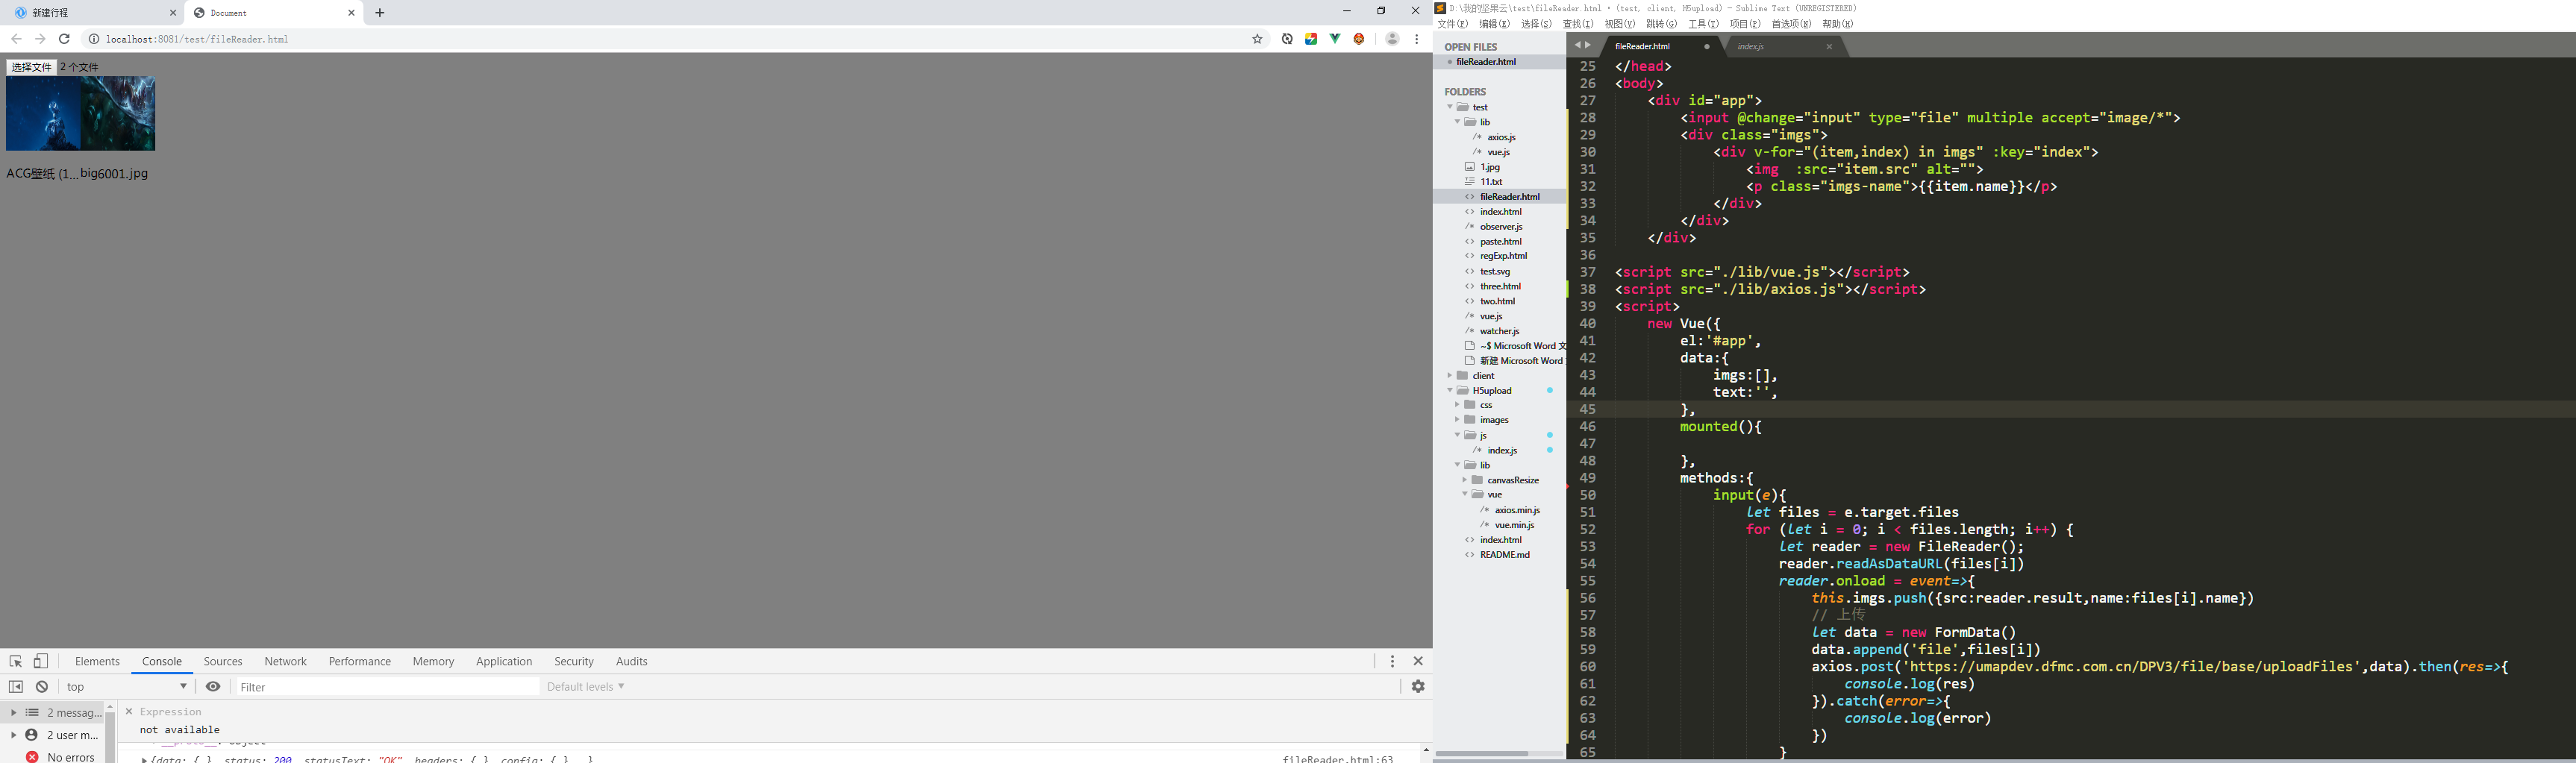 新建行程
Document
localhost:8081/test/fileReader.html
选择文件 2 个文件
ACG壁纸 (1... big6001.jpg
Elements Console Sources Network Performance Memory Application Security Audits
top Filter Default levels
2 messag...
2 user m...
No errors
Expression
not available
__proto__: Object
{data: {…}, status: 200, statusText: "OK", headers: {…}, config: {…}, …} fileReader.html:63
D:\我的坚果云\test\fileReader.html • (test, client, H5upload) - Sublime Text (UNREGISTERED)
文件(F) 编辑(E) 选择(S) 查找(I) 视图(V) 跳转(G) 工具(T) 项目(P) 首选项(N) 帮助(H)
OPEN FILES
fileReader.html
FOLDERS
test
lib
axios.js
vue.js
1.jpg
11.txt
fileReader.html
index.html
observer.js
paste.html
regExp.html
test.svg
three.html
two.html
vue.js
watcher.js
~$ Microsoft Word 文
新建 Microsoft Word
client
H5upload
css
images
js
index.js
lib
canvasResize
vue
axios.min.js
vue.min.js
index.html
README.md
fileReader.html index.js
25 </head>
26 <body>
27 <div id="app">
28 <input @change="input" type="file" multiple accept="image/*">
29 <div class="imgs">
30 <div v-for="(item,index) in imgs" :key="index">
31 <img  :src="item.src" alt="">
32 <p class="imgs-name">{{item.name}}</p>
33 </div>
34 </div>
35 </div>
36
37 <script src="./lib/vue.js"></script>
38 <script src="./lib/axios.js"></script>
39 <script>
40 new Vue({
41 el:'#app',
42 data:{
43 imgs:[],
44 text:'',
45 },
46 mounted(){
47
48 },
49 methods:{
50 input(e){
51 let files = e.target.files
52 for (let i = 0; i < files.length; i++) {
53 let reader = new FileReader();
54 reader.readAsDataURL(files[i])
55 reader.onload = event=>{
56 this.imgs.push({src:reader.result,name:files[i].name})
57 // 上传
58 let data = new FormData()
59 data.append('file',files[i])
60 axios.post('https://umapdev.dfmc.com.cn/DPV3/file/base/uploadFiles',data).then(res=>{
61 console.log(res)
62 }).catch(error=>{
63 console.log(error)
64 })
65 }